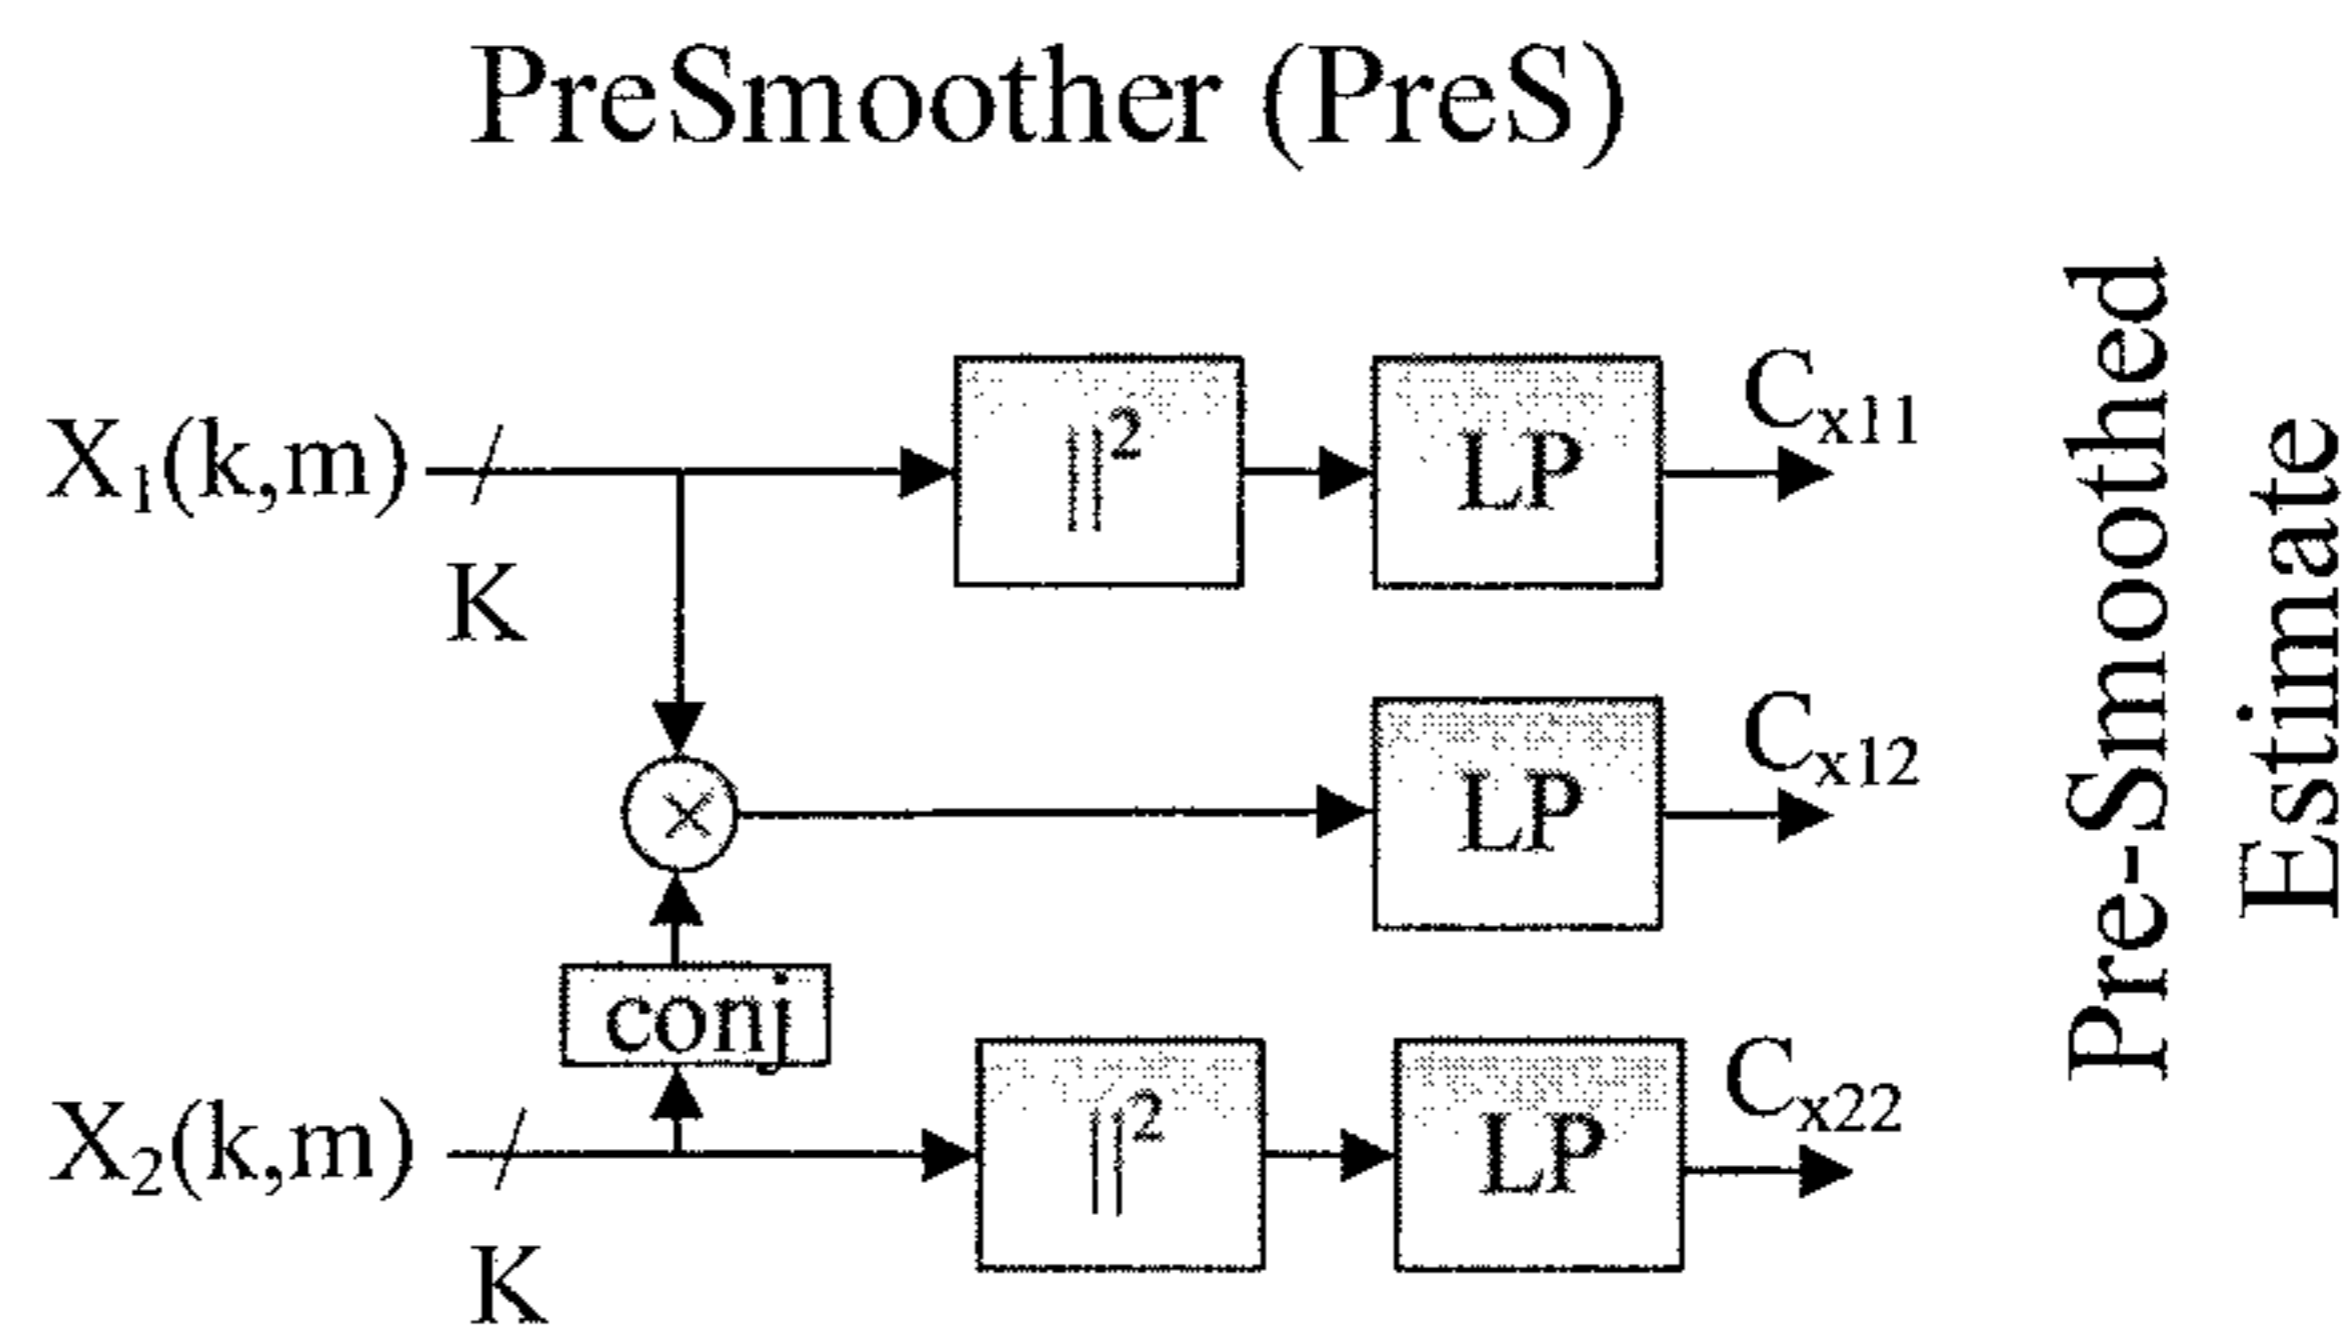 PreSmoother (PreS)
X₁(k,m)
K
||²
LP
Cₓ₁₁
×
LP
Cₓ₁₂
conj
X₂(k,m)
K
||²
LP
Cₓ₂₂
Pre-Smoothed
Estimate